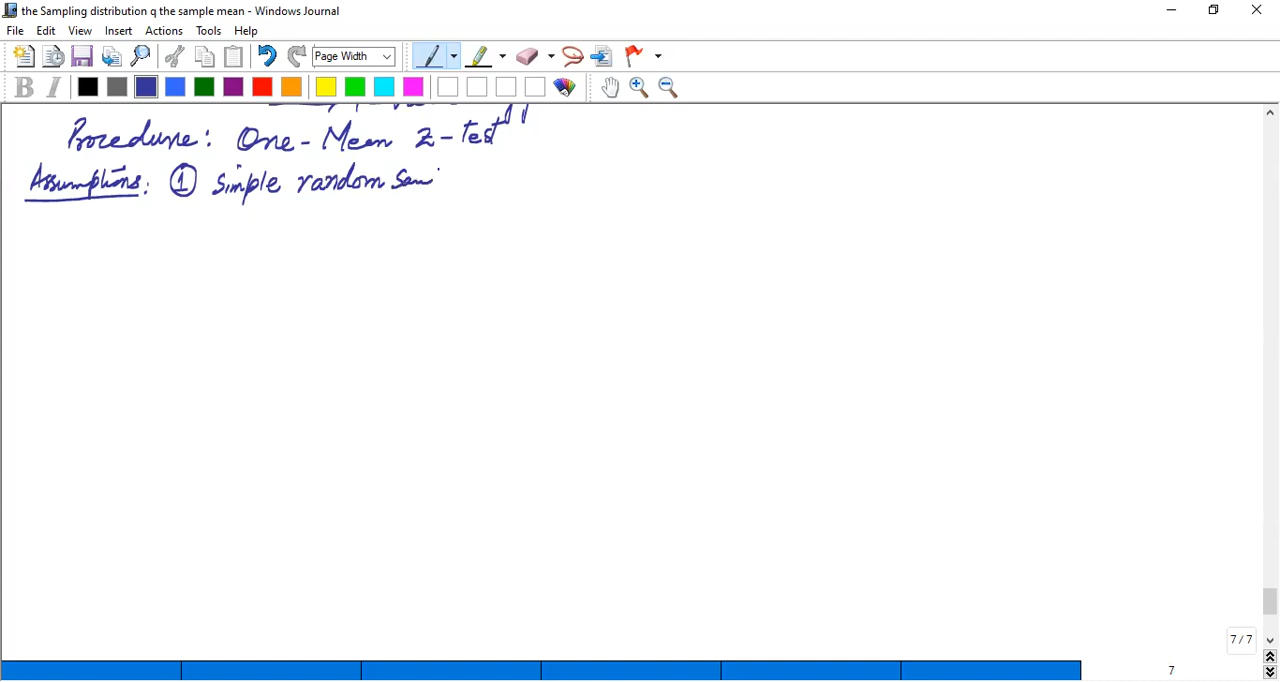 the Sampling distribution q the sample mean - Windows Journal
File Edit View Insert Actions Tools Help
Page Width
B I
Procedure: One-Mean z-test
Assumptions: ① simple random sam
7 / 7
7